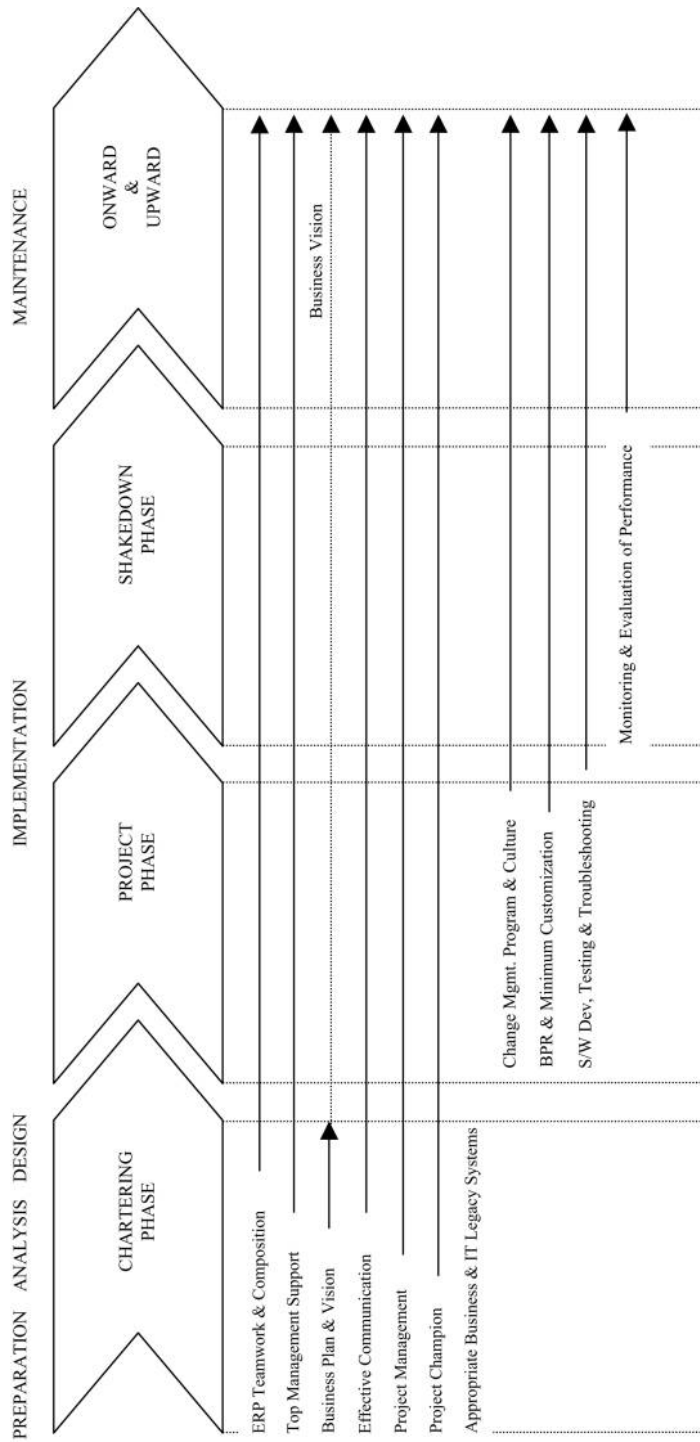 PREPARATION ANALYSIS DESIGN
IMPLEMENTATION
MAINTENANCE
CHARTERING
PHASE
PROJECT
PHASE
SHAKEDOWN
PHASE
ONWARD
&
UPWARD
ERP Teamwork & Composition
Top Management Support
Business Plan & Vision
Business Vision
Effective Communication
Project Management
Project Champion
Appropriate Business & IT Legacy Systems
Change Mgmt. Program & Culture
BPR & Minimum Customization
S/W Dev, Testing & Troubleshooting
Monitoring & Evaluation of Performance